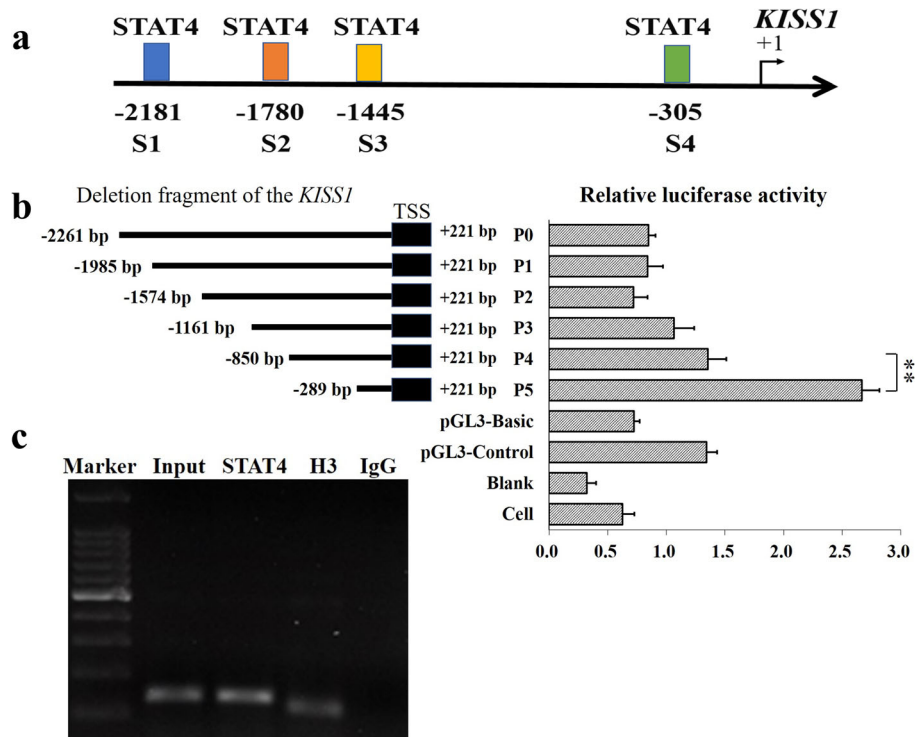 a
STAT4 STAT4 STAT4 STAT4 KISS1
+1
-2181 -1780 -1445 -305
S1 S2 S3 S4
b
Deletion fragment of the KISS1
TSS
Relative luciferase activity
-2261 bp +221 bp P0
-1985 bp +221 bp P1
-1574 bp +221 bp P2
-1161 bp +221 bp P3
-850 bp +221 bp P4
-289 bp +221 bp P5
**
pGL3-Basic
pGL3-Control
Blank
Cell
0.0 0.5 1.0 1.5 2.0 2.5 3.0
c
Marker Input STAT4 H3 IgG